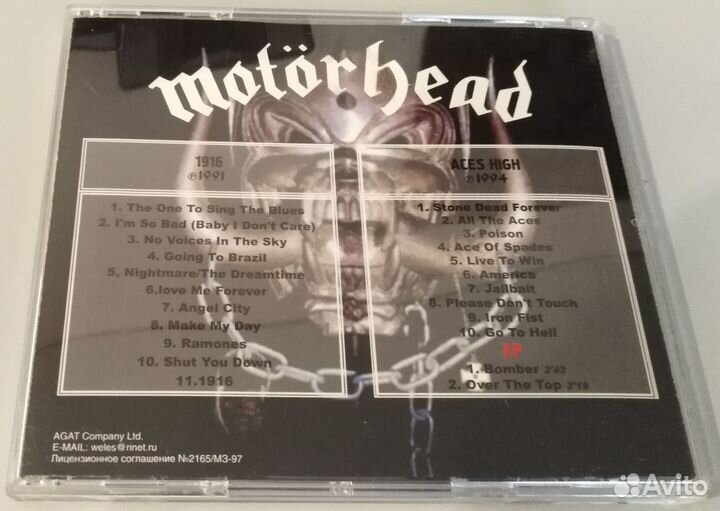 motörhead
1916
℗1991
1. The One To Sing The Blues
2. I'm So Bad (Baby I Don't Care)
3. No Voices In The Sky
4. Going To Brazil
5. Nightmare/The Dreamtime
6.love Me Forever
7. Angel City
8. Make My Day
9. Ramones
10. Shut You Down
11.1916
ACES HIGH
℗1994
1. Stone Dead Forever
2. All The Aces
3. Poison
4. Ace Of Spades
5. Live To Win
6. America
7. Jailbait
8. Please Don't Touch
9. Iron Fist
10. Go To Hell
EP
1. Bomber 3'43
2. Over The Top 3'19
AGAT Company Ltd.
E-MAIL: weles@rinet.ru
Лицензионное соглашение №2165/МЗ-97
Avito